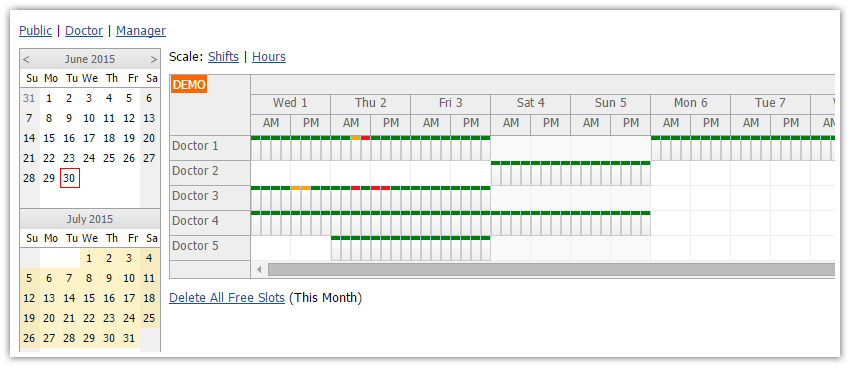 Public | Doctor | Manager
< June 2015 >
Su Mo Tu We Th Fr Sa
31 1 2 3 4 5 6
7 8 9 10 11 12 13
14 15 16 17 18 19 20
21 22 23 24 25 26 27
28 29 30
July 2015
Su Mo Tu We Th Fr Sa
1 2 3 4
5 6 7 8 9 10 11
12 13 14 15 16 17 18
19 20 21 22 23 24 25
26 27 28 29 30 31
Scale: Shifts | Hours
DEMO
Wed 1 Thu 2 Fri 3 Sat 4 Sun 5 Mon 6 Tue 7
AM PM AM PM AM PM AM PM AM PM AM PM AM PM
Doctor 1
Doctor 2
Doctor 3
Doctor 4
Doctor 5
Delete All Free Slots (This Month)